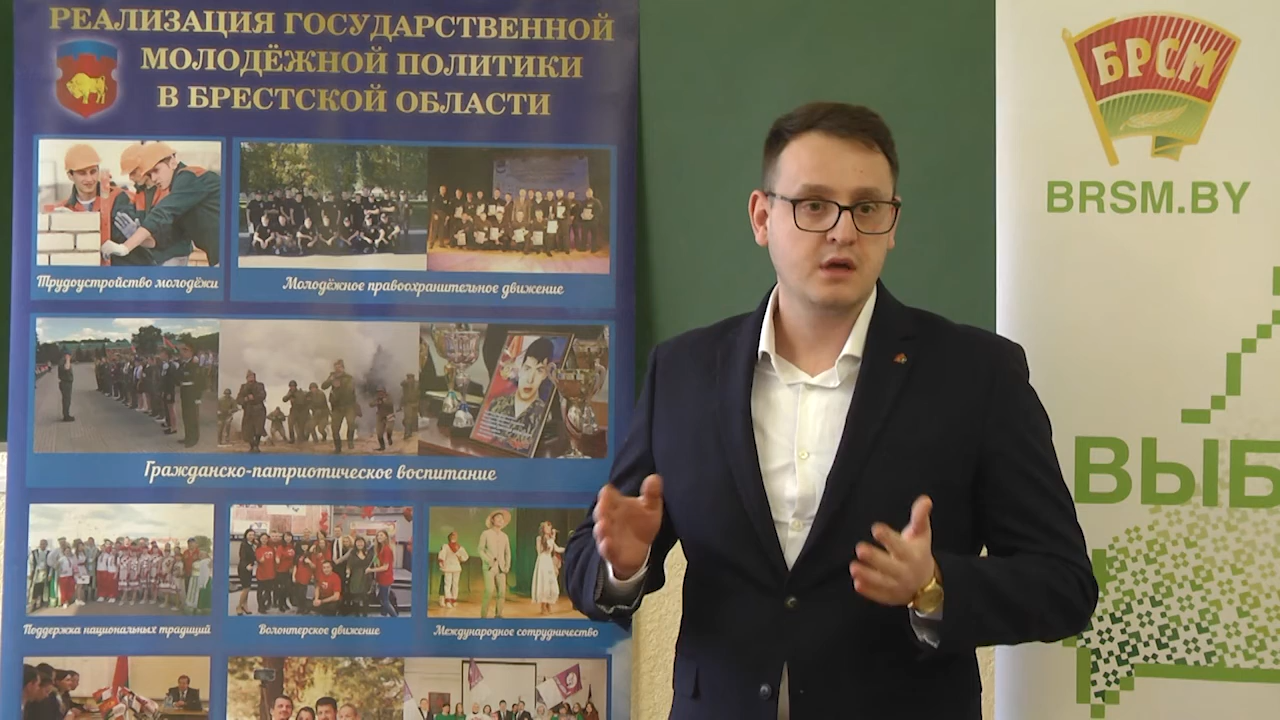 РЕАЛИЗАЦИЯ ГОСУДАРСТВЕННОЙ
МОЛОДЁЖНОЙ ПОЛИТИКИ
В БРЕСТСКОЙ ОБЛАСТИ
Трудоустройство молодёжи
Молодёжное правоохранительное движение
Гражданско-патриотическое воспитание
Поддержка национальных традиций
Волонтерское движение
Международное сотрудничество
БРСМ
BRSM.BY
ВЫБ